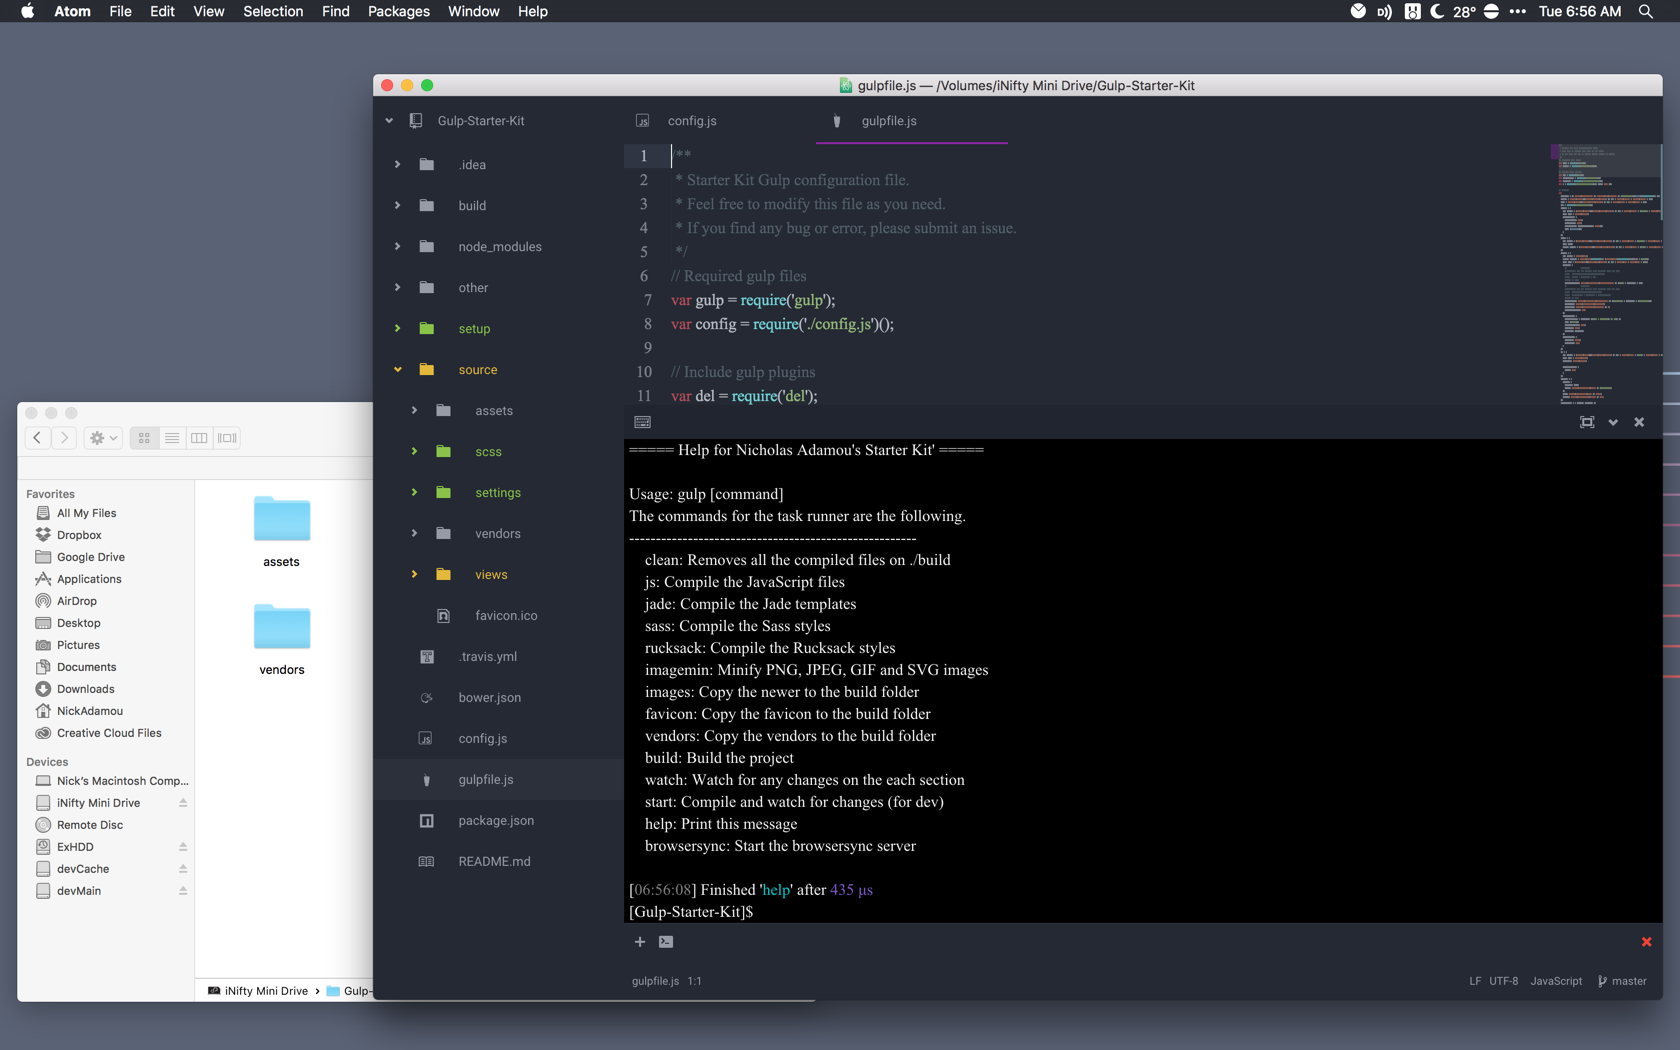 Atom File Edit View Selection Find Packages Window Help
28° Tue 6:56 AM
gulpfile.js — /Volumes/iNifty Mini Drive/Gulp-Starter-Kit
Gulp-Starter-Kit
.idea
build
node_modules
other
setup
source
assets
scss
settings
vendors
views
favicon.ico
.travis.yml
bower.json
config.js
gulpfile.js
package.json
README.md
config.js
gulpfile.js
1 /**
2 * Starter Kit Gulp configuration file.
3 * Feel free to modify this file as you need.
4 * If you find any bug or error, please submit an issue.
5 */
6 // Required gulp files
7 var gulp = require('gulp');
8 var config = require('./config.js')();
9
10 // Include gulp plugins
11 var del = require('del');
===== Help for Nicholas Adamou's Starter Kit' =====
Usage: gulp [command]
The commands for the task runner are the following.
------------------------------------------------------
clean: Removes all the compiled files on ./build
js: Compile the JavaScript files
jade: Compile the Jade templates
sass: Compile the Sass styles
rucksack: Compile the Rucksack styles
imagemin: Minify PNG, JPEG, GIF and SVG images
images: Copy the newer to the build folder
favicon: Copy the favicon to the build folder
vendors: Copy the vendors to the build folder
build: Build the project
watch: Watch for any changes on the each section
start: Compile and watch for changes (for dev)
help: Print this message
browsersync: Start the browsersync server
[06:56:08] Finished 'help' after 435 μs
[Gulp-Starter-Kit]$
gulpfile.js 1:1
LF UTF-8 JavaScript master
Favorites
All My Files
Dropbox
Google Drive
Applications
AirDrop
Desktop
Pictures
Documents
Downloads
NickAdamou
Creative Cloud Files
Devices
Nick's Macintosh Comp...
iNifty Mini Drive
Remote Disc
ExHDD
devCache
devMain
assets
vendors
iNifty Mini Drive › Gulp-